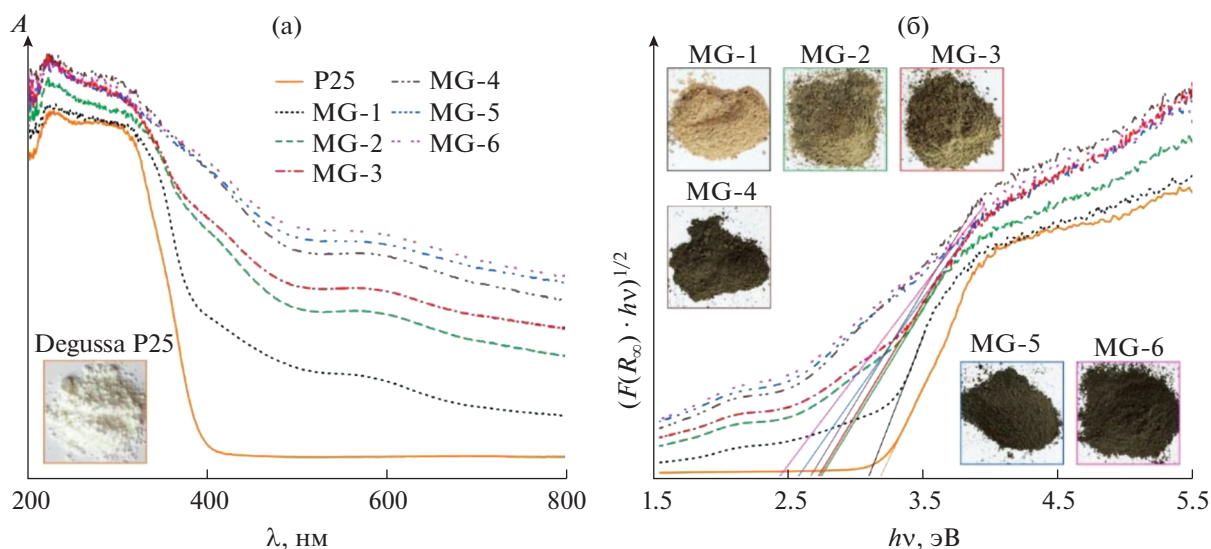 (а)
A
P25
MG-1
MG-2
MG-3
MG-4
MG-5
MG-6
Degussa P25
200
400
600
800
λ, нм
(б)
(F(R∞) · hν)1/2
MG-1
MG-2
MG-3
MG-4
MG-5
MG-6
1.5
2.5
3.5
4.5
5.5
hν, эВ